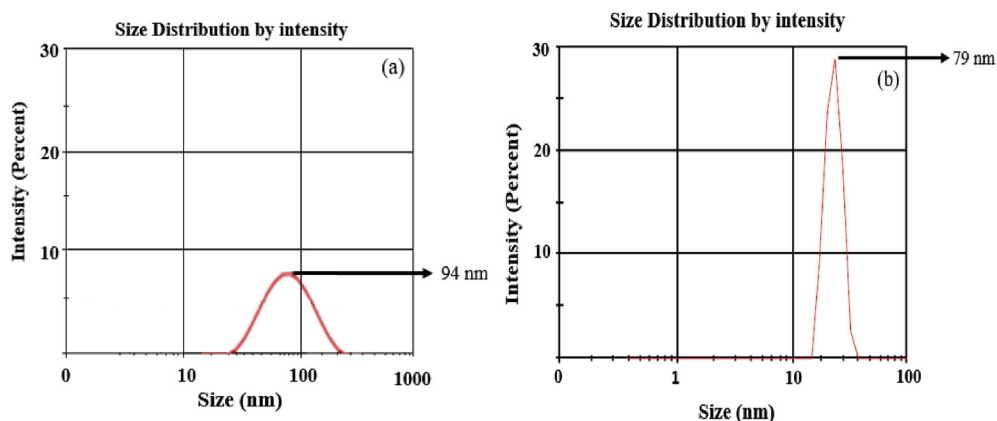 Size Distribution by intensity
30
(a)
20
Intensity (Percent)
10
94 nm
0 10 100 1000
Size (nm)
Size Distribution by intensity
30
79 nm
(b)
20
Intensity (Percent)
10
0 1 10 100
Size (nm)